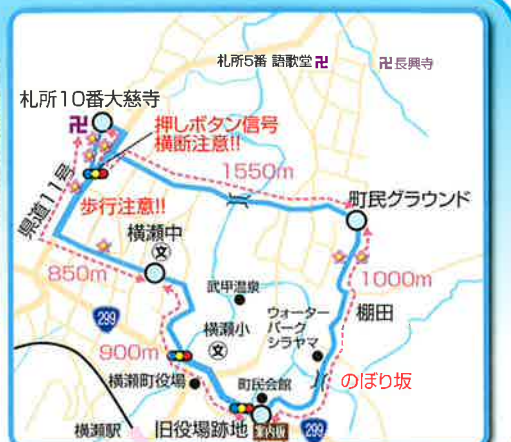 札所5番 語歌堂卍
卍長興寺
札所10番大慈寺
卍
押しボタン信号
横断注意!!
1550m
県道11号
歩行注意!!
町民グラウンド
横瀬中
文
850m
1000m
武甲温泉
棚田
299
ウォーター
パーク
シラヤマ
横瀬小
文
900m
のぼり坂
横瀬町役場
町民会館
横瀬駅
旧役場跡地
案内板
299